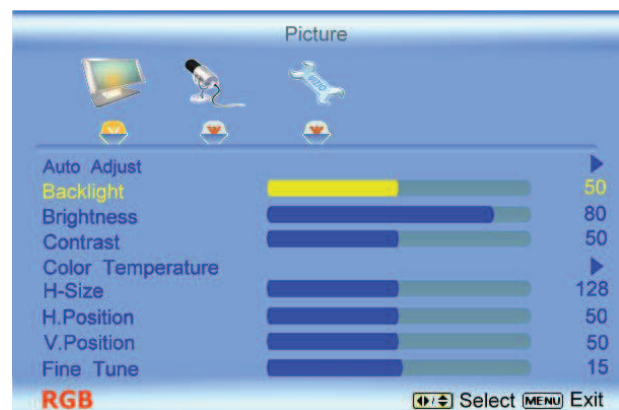 Picture
VIZIO
Auto Adjust
Backlight 50
Brightness 80
Contrast 50
Color Temperature
H-Size 128
H.Position 50
V.Position 50
Fine Tune 15
RGB Select MENU Exit